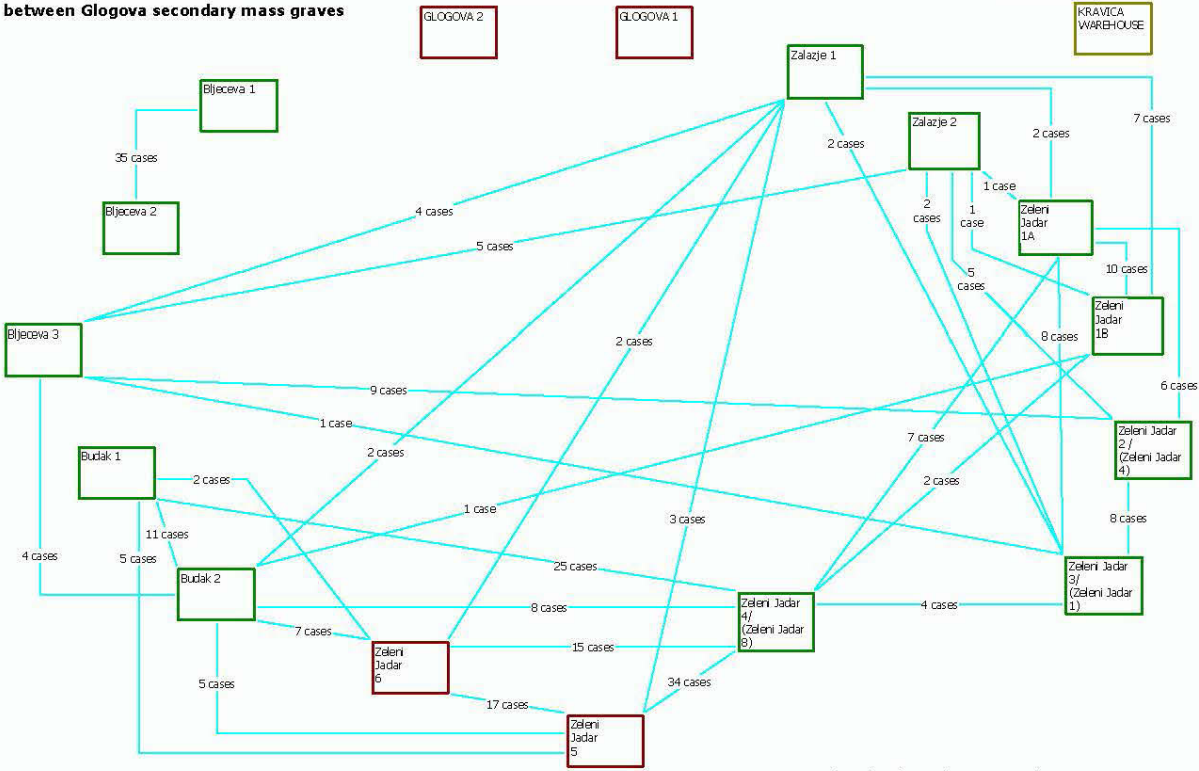 between Glogova secondary mass graves
GLOGOVA 2
GLOGOVA 1
KRAVICA
WAREHOUSE
Zalazje 1
Bljeceva 1
7 cases
Zalazje 2
2 cases
2 cases
35 cases
1 case
Bljeceva 2
4 cases
2
cases
1
case
Zeleni
Jadar
1A
5 cases
10 cases
5
cases
Zeleni
Jadar
1B
Bljeceva 3
2 cases
8 cases
6 cases
9 cases
1 case
Zeleni Jadar
2 /
(Zeleni Jadar
4)
7 cases
Budak 1
2 cases
2 cases
2 cases
1 case
3 cases
8 cases
11 cases
4 cases
5 cases
25 cases
Zeleni Jadar
3/
(Zeleni Jadar
1)
Budak 2
8 cases
Zeleni Jadar
4/
(Zeleni Jadar
8)
4 cases
7 cases
15 cases
Zeleni
Jadar
6
5 cases
34 cases
17 cases
Zeleni
Jadar
5